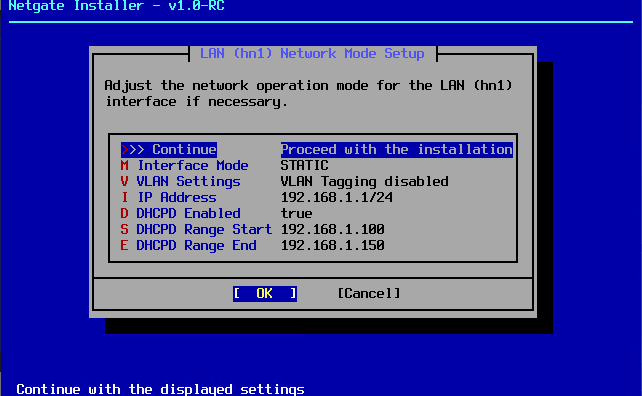 Netgate Installer - v1.0-RC
LAN (hn1) Network Mode Setup
Adjust the network operation mode for the LAN (hn1)
interface if necessary.
>>> Continue Proceed with the installation
M Interface Mode STATIC
V VLAN Settings VLAN Tagging disabled
I IP Address 192.168.1.1/24
D DHCPD Enabled true
S DHCPD Range Start 192.168.1.100
E DHCPD Range End 192.168.1.150
[ OK ] [Cancel]
Continue with the displayed settings